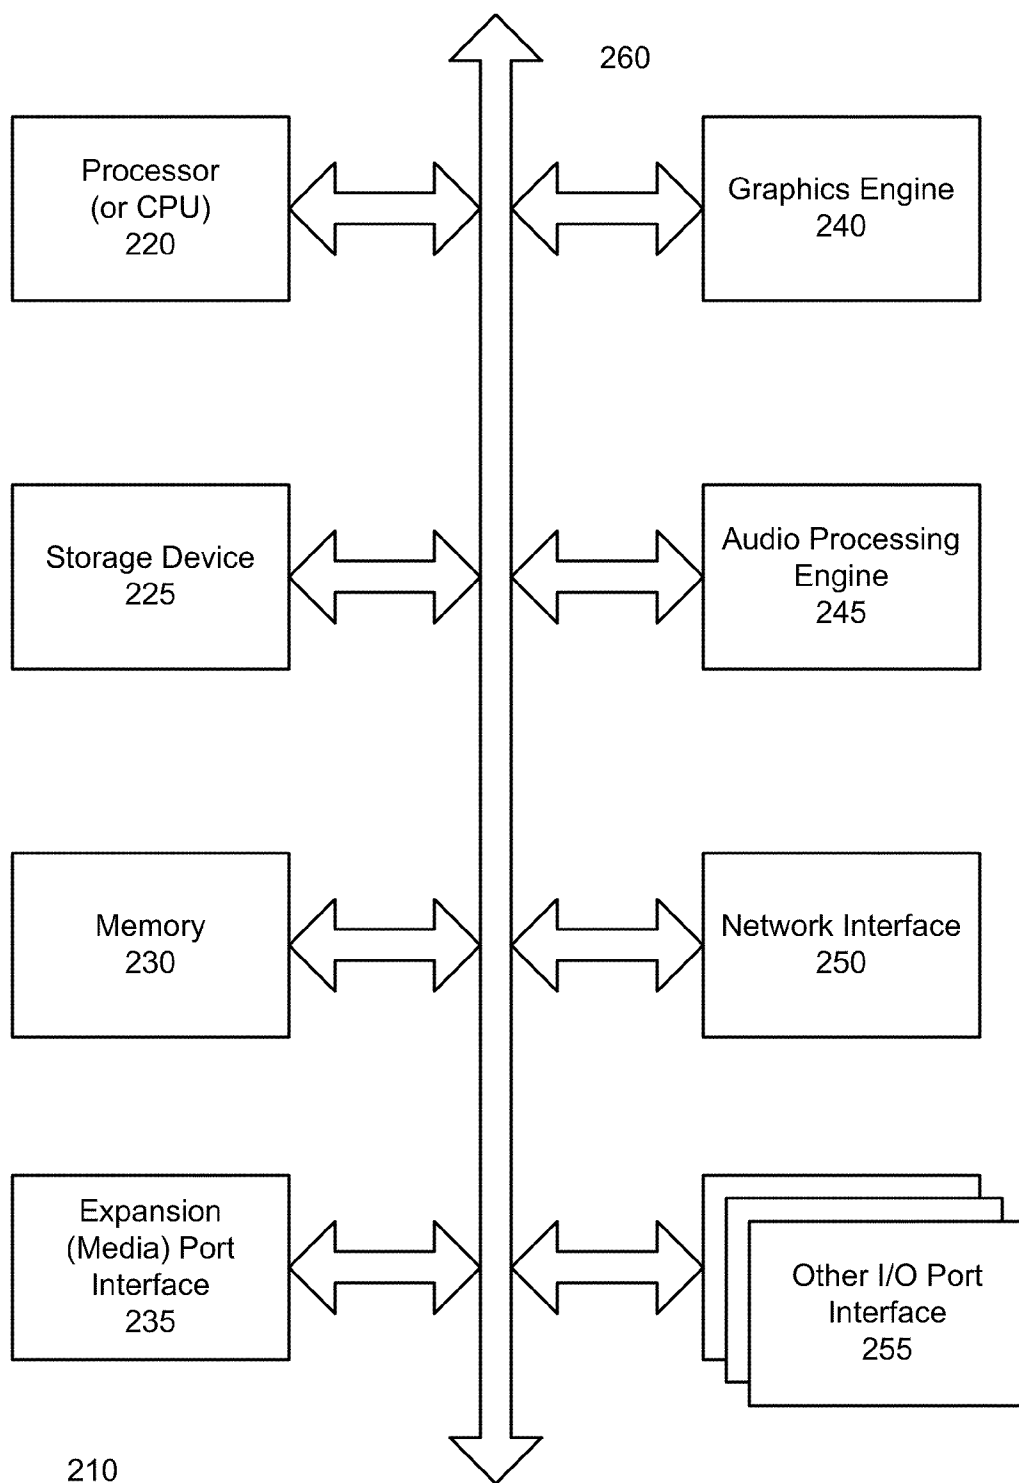 260
Processor
(or CPU)
220
Graphics Engine
240
Storage Device
225
Audio Processing
Engine
245
Memory
230
Network Interface
250
Expansion
(Media) Port
Interface
235
Other I/O Port
Interface
255
210